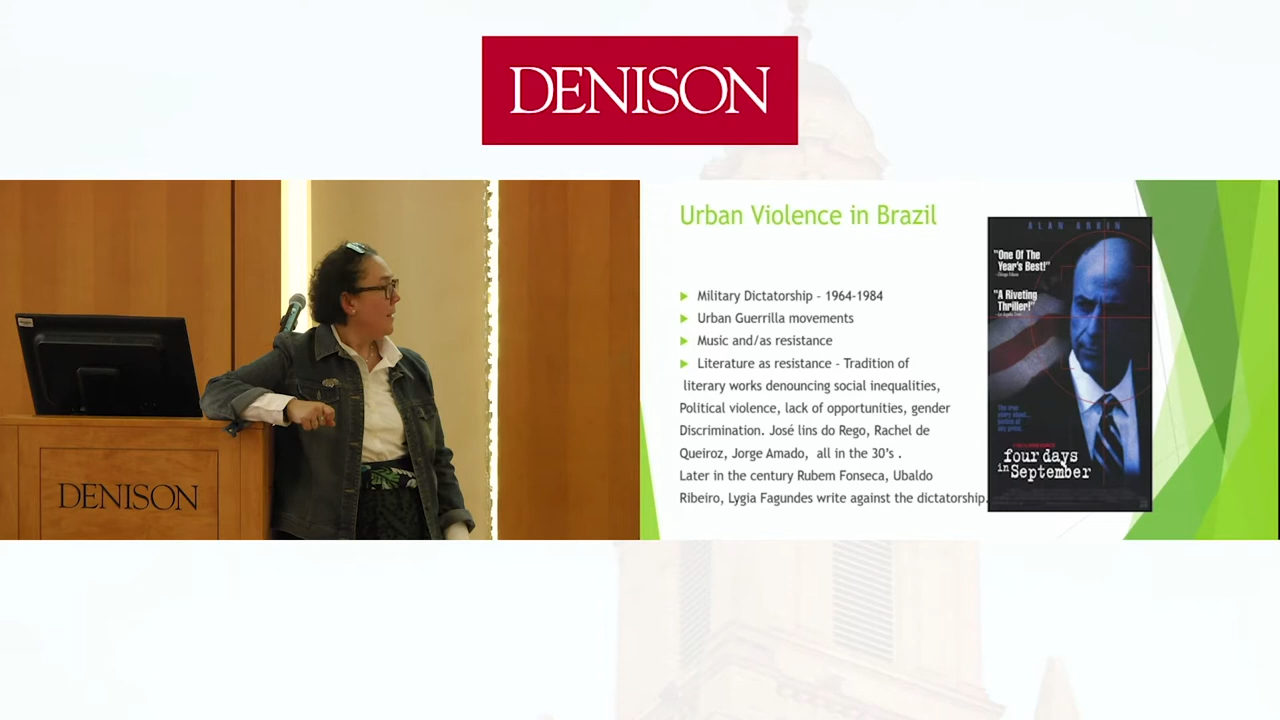 DENISON
Urban Violence in Brazil
Military Dictatorship - 1964-1984
Urban Guerrilla movements
Music and/as resistance
Literature as resistance - Tradition of
literary works denouncing social inequalities,
Political violence, lack of opportunities, gender
Discrimination. José lins do Rego, Rachel de
Queiroz, Jorge Amado, all in the 30's .
Later in the century Rubem Fonseca, Ubaldo
Ribeiro, Lygia Fagundes write against the dictatorship.
ALAN ARKIN
"One Of The
Year's Best!"
"A Riveting
Thriller!"
four days
in September
DENISON